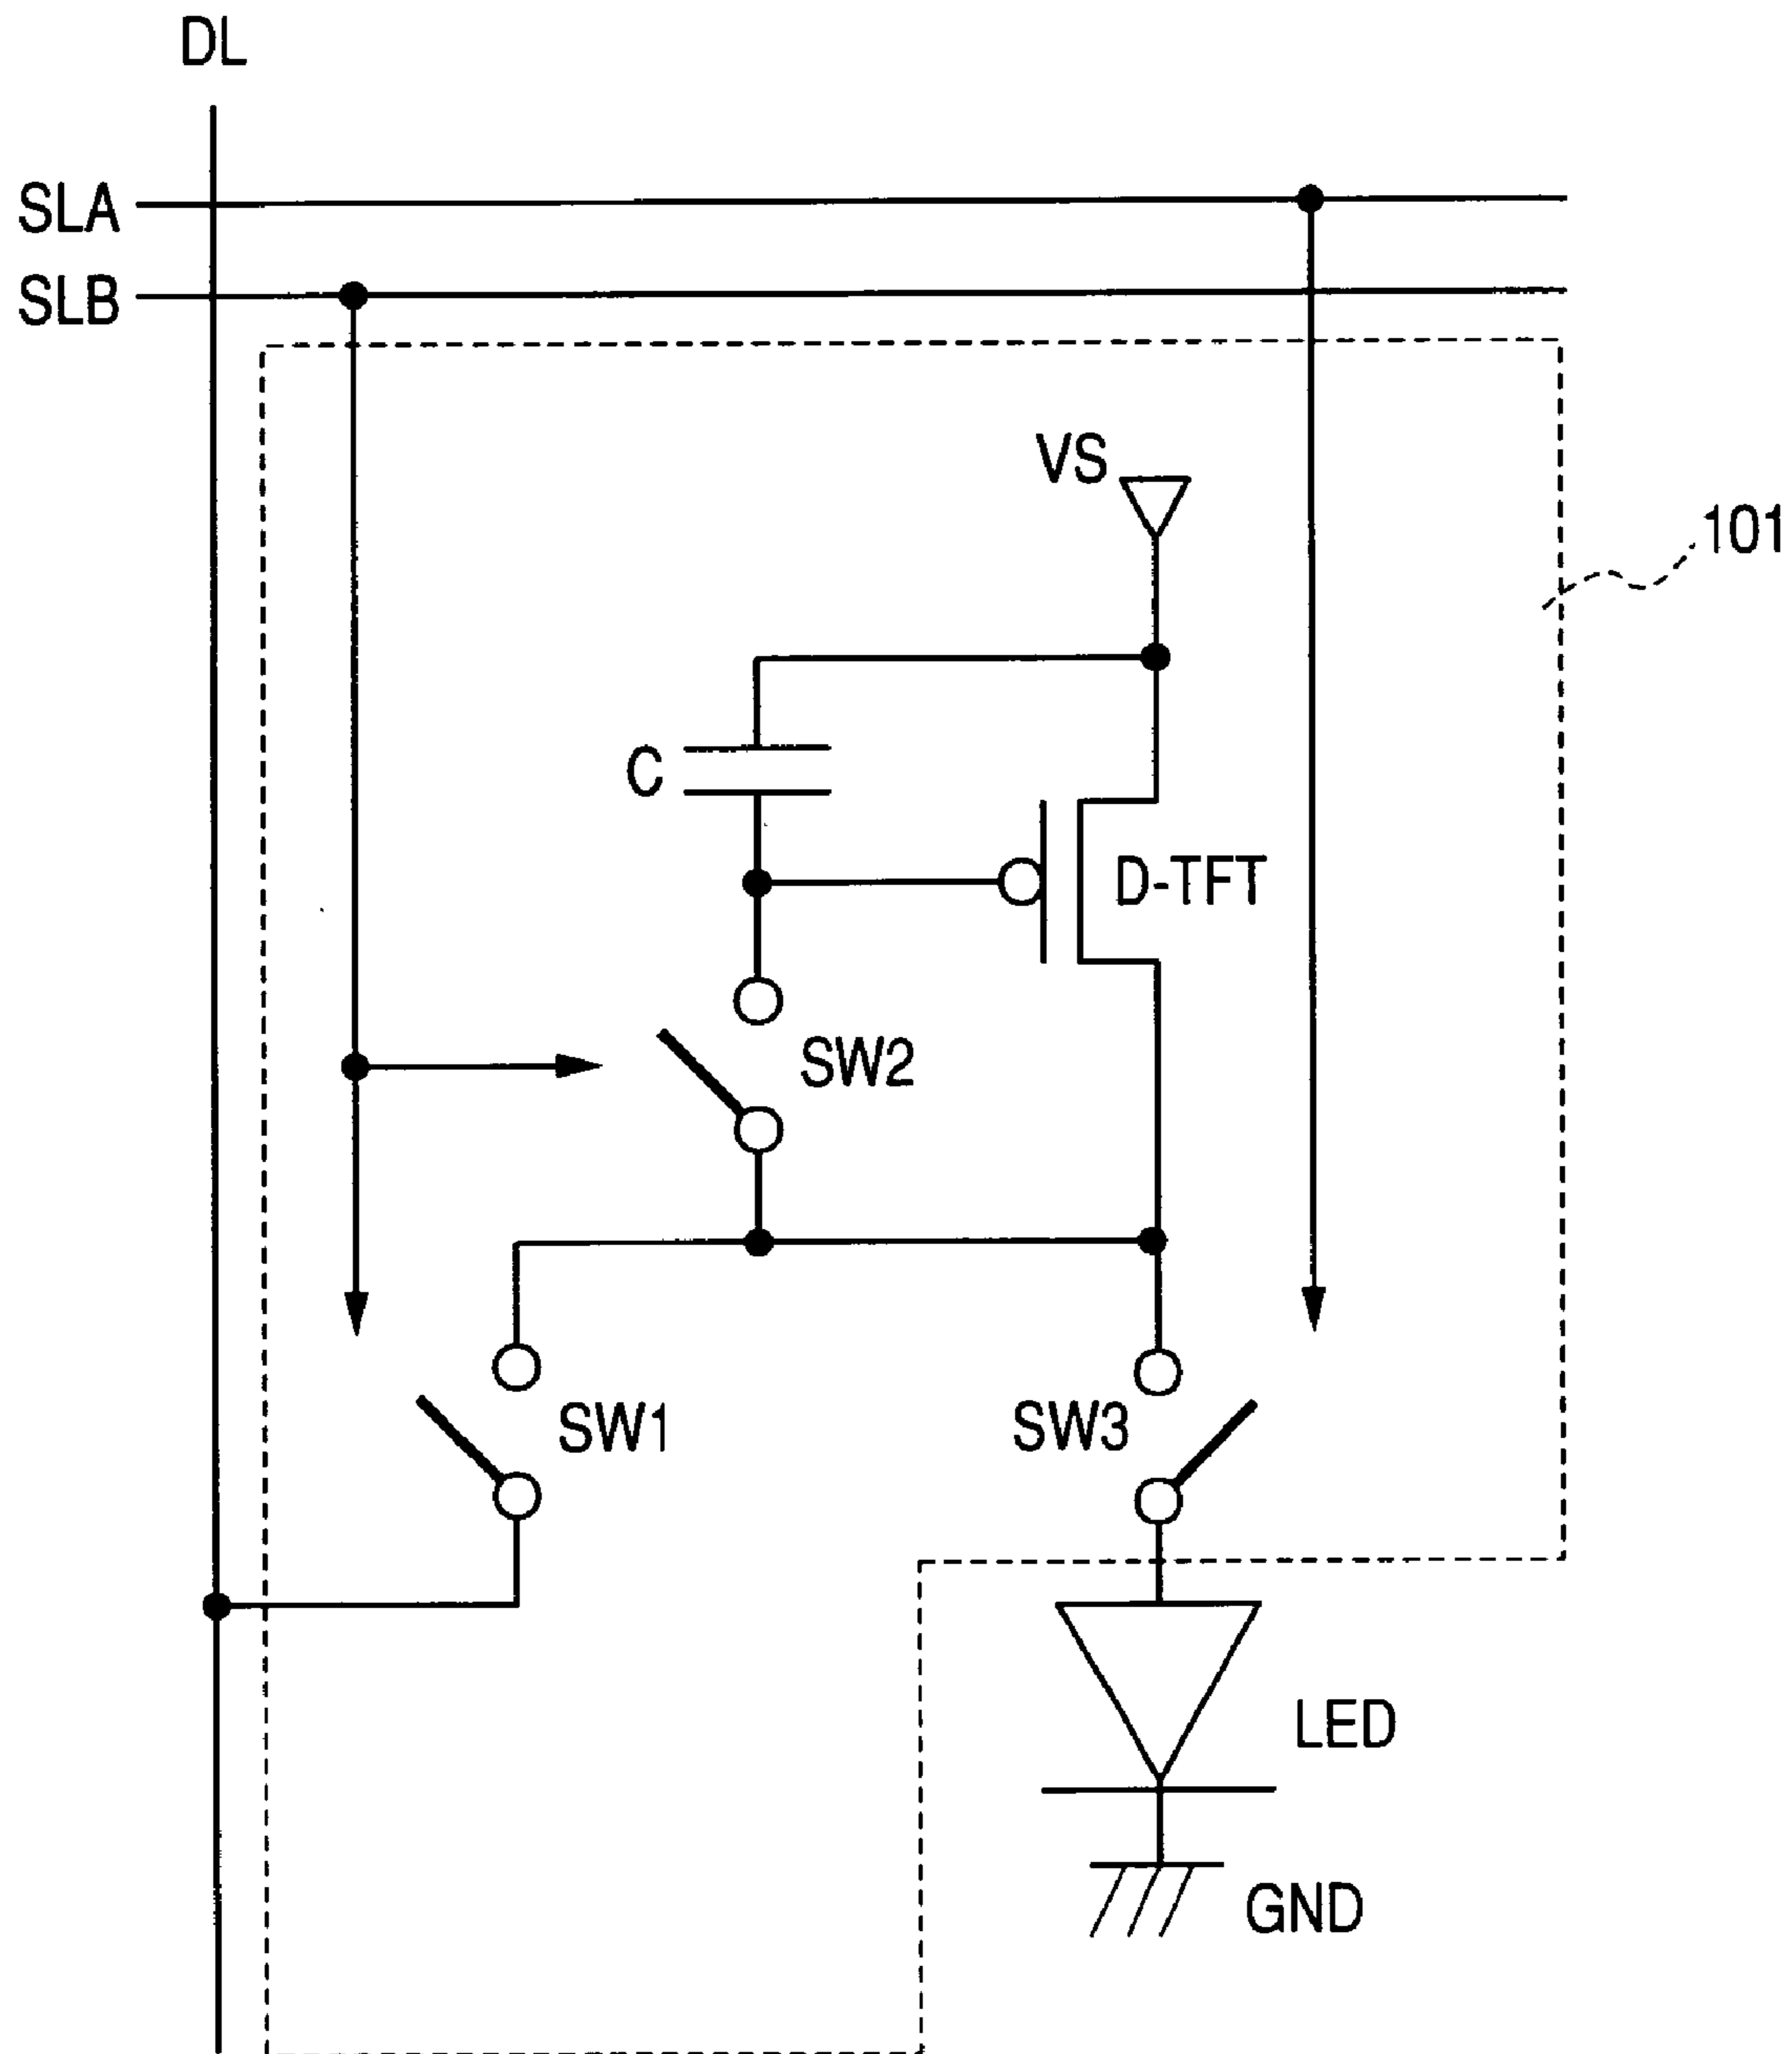 DL
SLA
SLB
VS
101
C
D-TFT
SW2
SW1
SW3
LED
GND